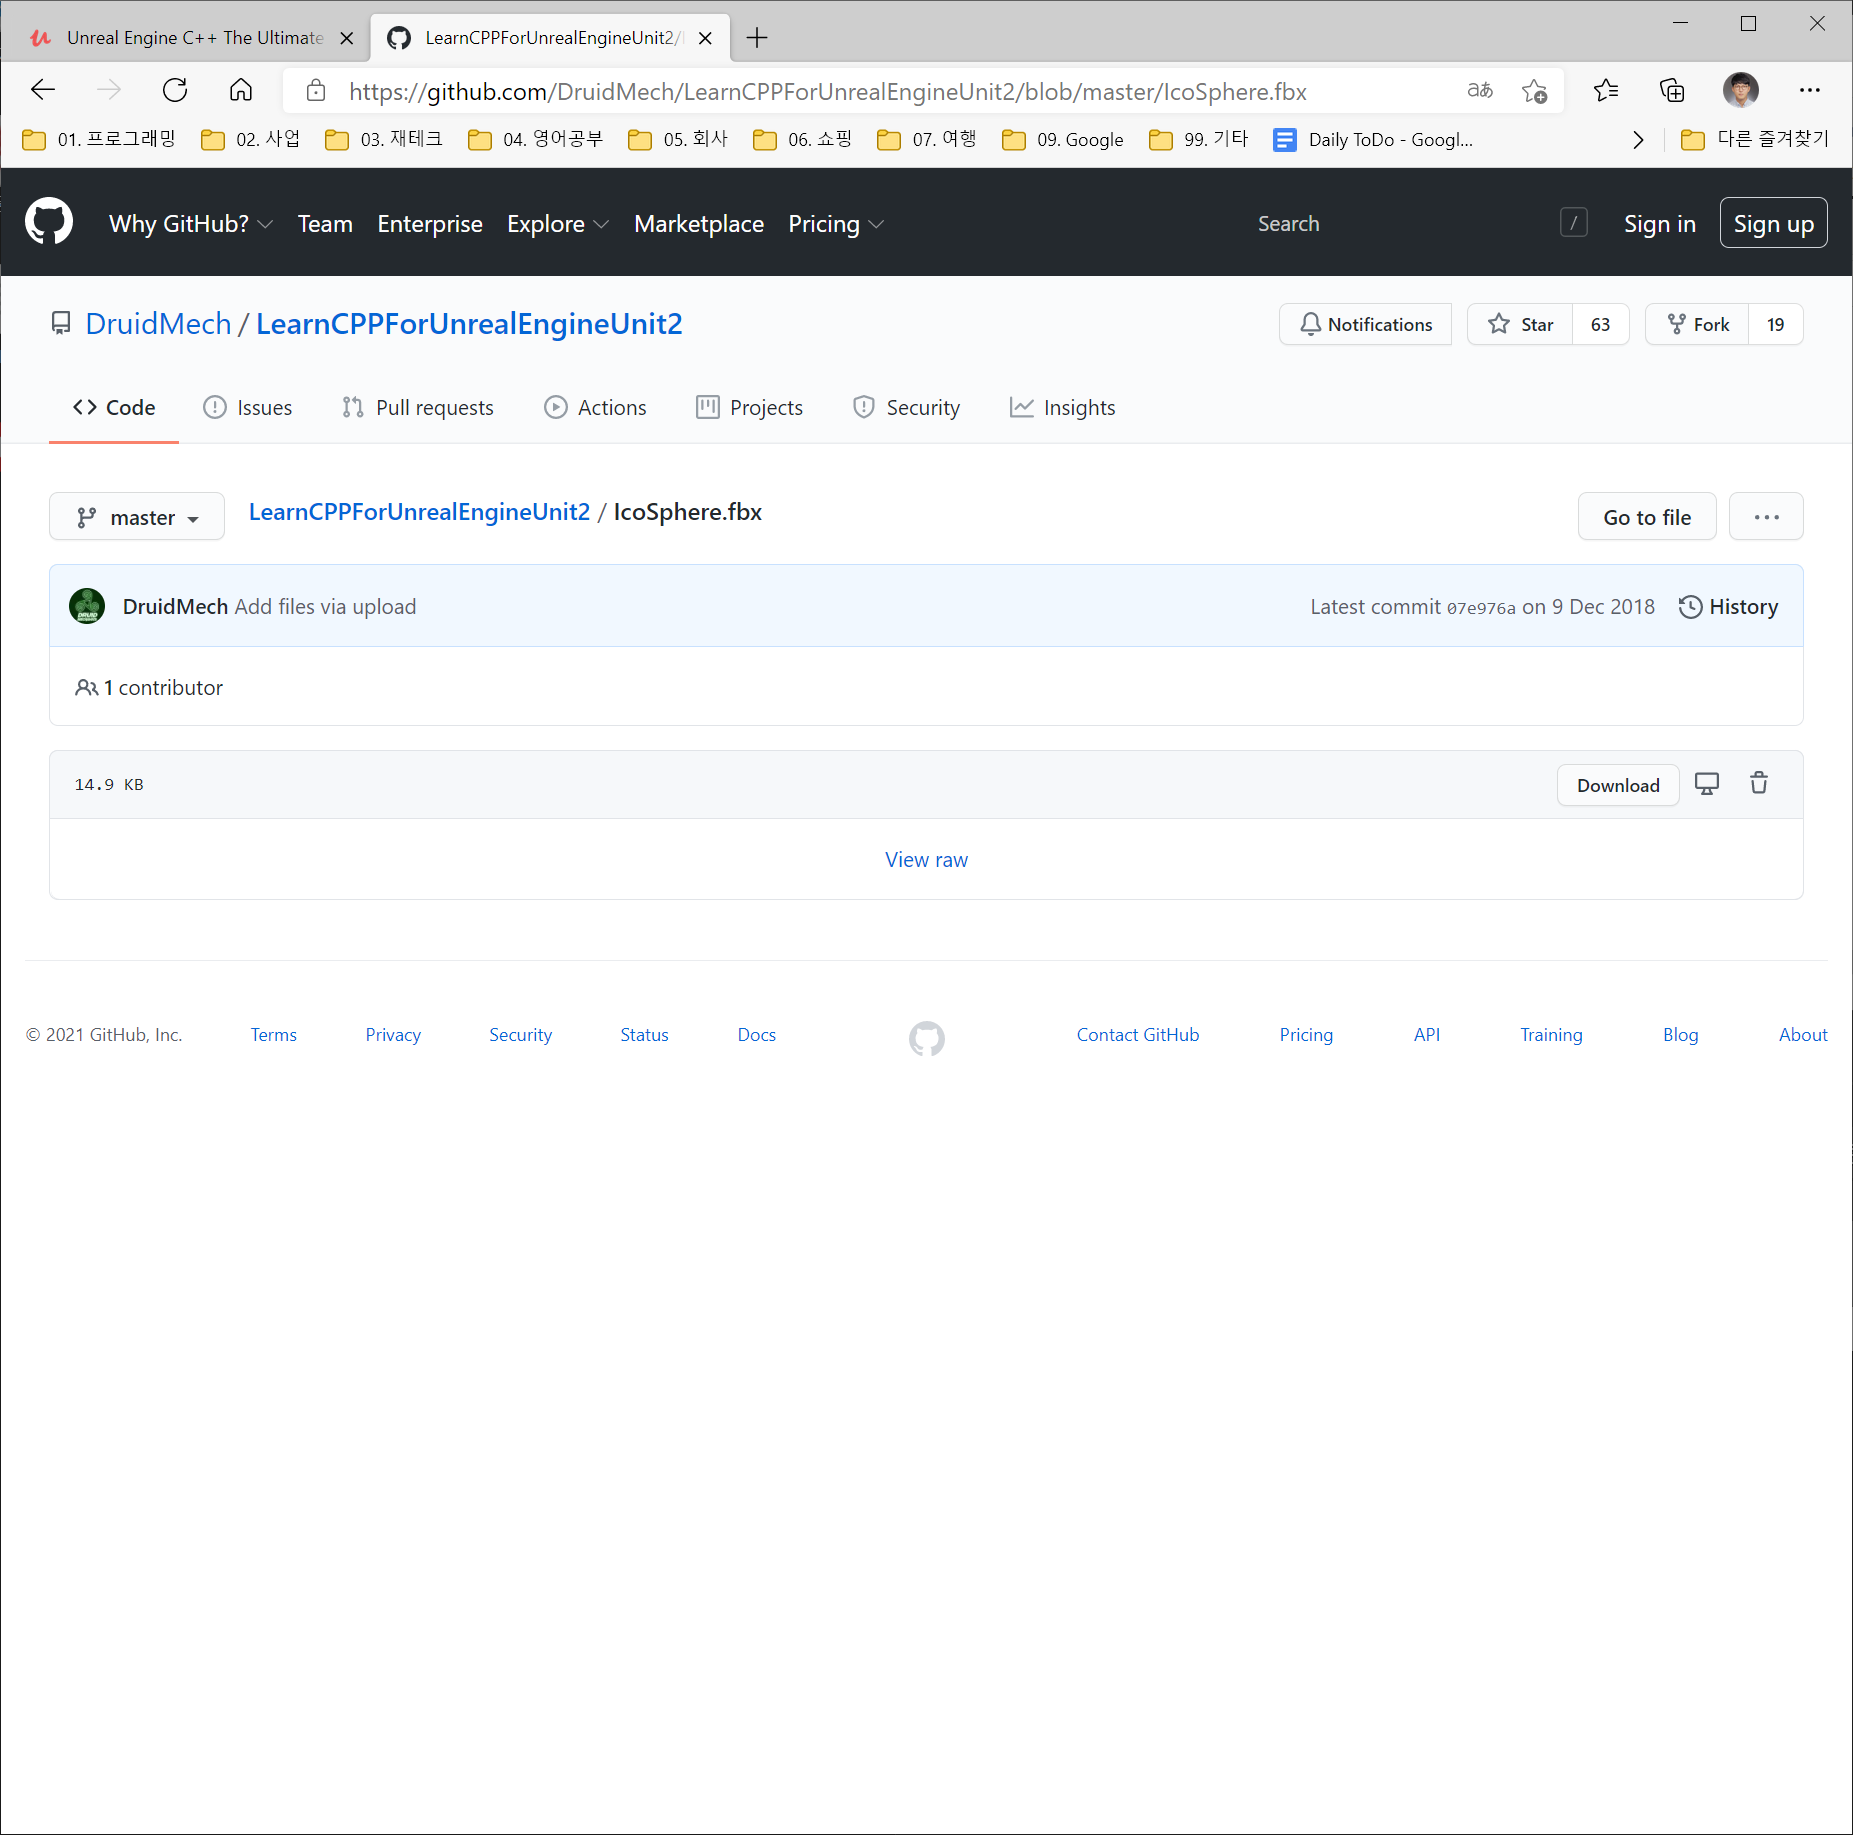 Unreal Engine C++ The Ultimate
LearnCPPForUnrealEngineUnit2/
https://github.com/DruidMech/LearnCPPForUnrealEngineUnit2/blob/master/IcoSphere.fbx
aあ
01. 프로그래밍 02. 사업 03. 재테크 04. 영어공부 05. 회사 06. 쇼핑 07. 여행 09. Google 99. 기타 Daily ToDo - Googl... 다른 즐겨찾기
Why GitHub? Team Enterprise Explore Marketplace Pricing Search / Sign in Sign up
DruidMech / LearnCPPForUnrealEngineUnit2 Notifications Star 63 Fork 19
Code Issues Pull requests Actions Projects Security Insights
master LearnCPPForUnrealEngineUnit2 / IcoSphere.fbx Go to file ...
DruidMech Add files via upload Latest commit 07e976a on 9 Dec 2018 History
1 contributor
14.9 KB Download
View raw
© 2021 GitHub, Inc. Terms Privacy Security Status Docs Contact GitHub Pricing API Training Blog About